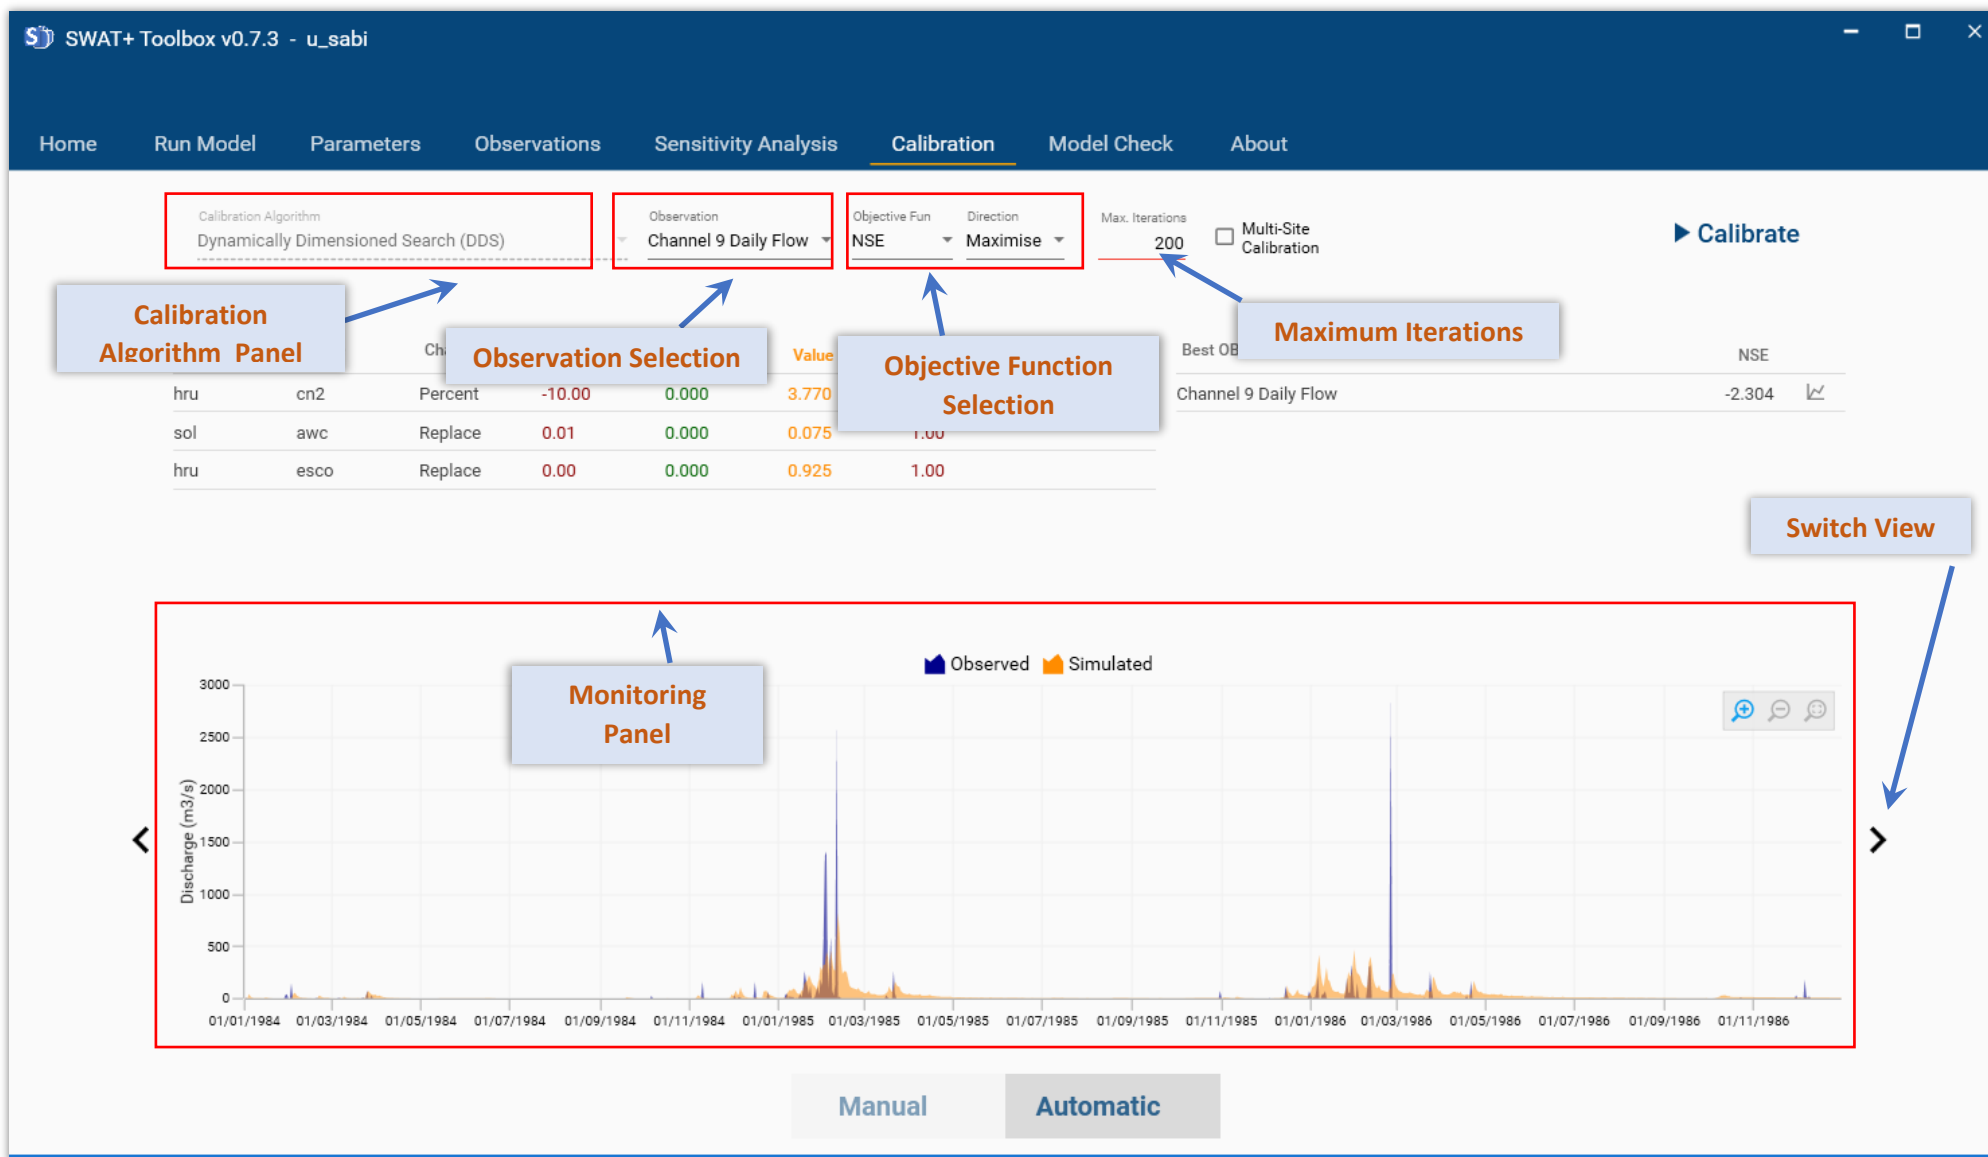 SWAT+ Toolbox v0.7.3 - u_sabi
Home Run Model Parameters Observations Sensitivity Analysis Calibration Model Check About
Calibration Algorithm Observation Objective Fun Direction Max. Iterations
Dynamically Dimensioned Search (DDS) Channel 9 Daily Flow NSE Maximise 200
Multi-Site
Calibration
Calibrate
Calibration
Algorithm Panel
Observation Selection
Objective Function
Selection
Maximum Iterations
Value Best NSE
hru cn2 Percent -10.00 0.000 3.770
Channel 9 Daily Flow -2.304
sol awc Replace 0.01 0.000 0.075 1.00
hru esco Replace 0.00 0.000 0.925 1.00
Switch View
Monitoring
Panel
Observed Simulated
Discharge (m3/s)
3000
2500
2000
1500
1000
500
0
01/01/1984 01/03/1984 01/05/1984 01/07/1984 01/09/1984 01/11/1984 01/01/1985 01/03/1985 01/05/1985 01/07/1985 01/09/1985 01/11/1985 01/01/1986 01/03/1986 01/05/1986 01/07/1986 01/09/1986 01/11/1986
Manual Automatic